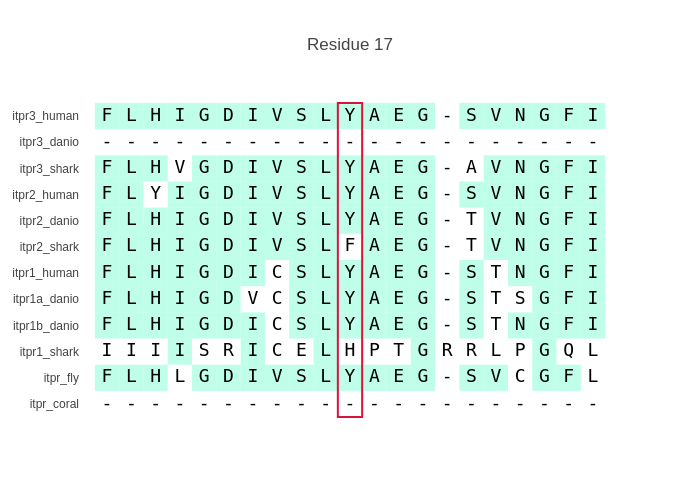 Residue 17
itpr3_human F L H I G D I V S L Y A E G - S V N G F I
itpr3_danio - - - - - - - - - - - - - - - - - - - - -
itpr3_shark F L H V G D I V S L Y A E G - A V N G F I
itpr2_human F L Y I G D I V S L Y A E G - S V N G F I
itpr2_danio F L H I G D I V S L Y A E G - T V N G F I
itpr2_shark F L H I G D I V S L F A E G - T V N G F I
itpr1_human F L H I G D I C S L Y A E G - S T N G F I
itpr1a_danio F L H I G D V C S L Y A E G - S T S G F I
itpr1b_danio F L H I G D I C S L Y A E G - S T N G F I
itpr1_shark I I I I S R I C E L H P T G R R L P G Q L
itpr_fly F L H L G D I V S L Y A E G - S V C G F L
itpr_coral - - - - - - - - - - - - - - - - - - - - -